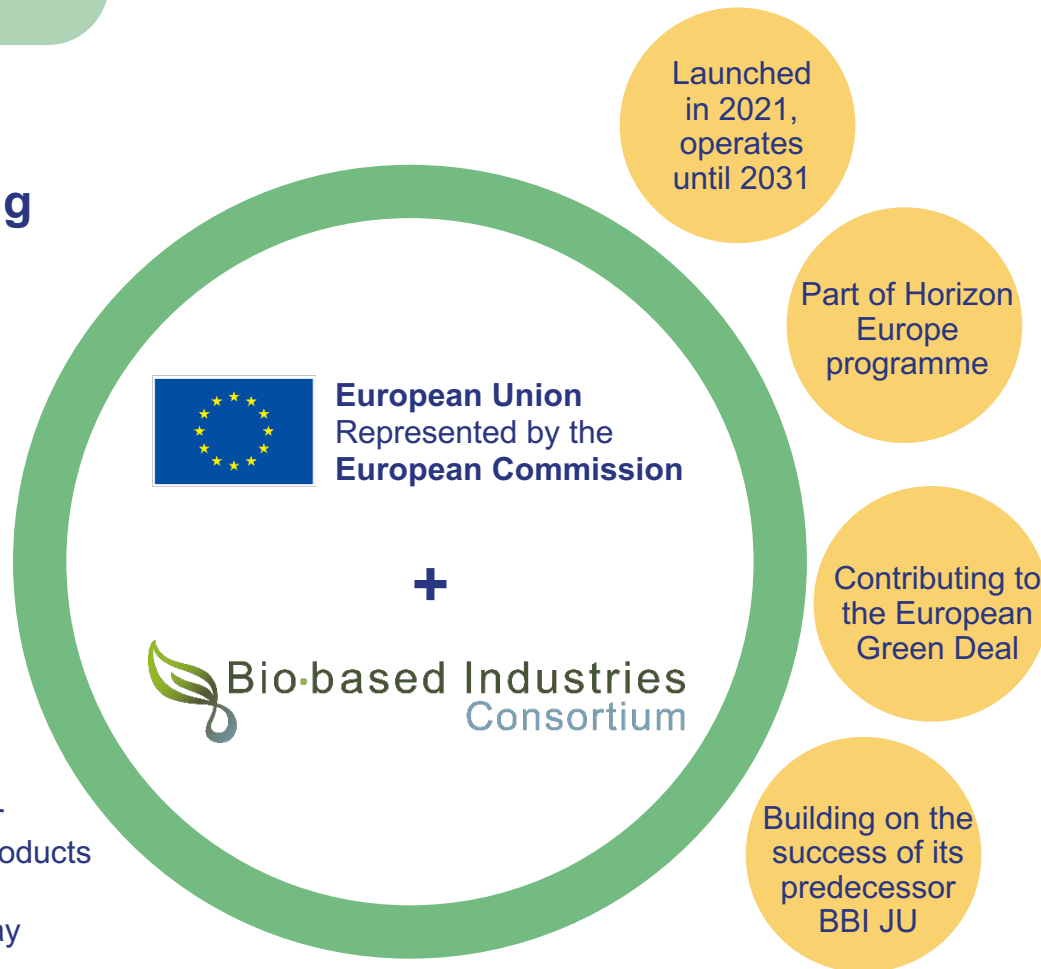 Launched
in 2021,
operates
until 2031
g
Part of Horizon
Europe
programme
European Union
Represented by the
European Commission
+
Contributing to
the European
Green Deal
Bio·based Industries
Consortium
oducts
ay
Building on the
success of its
predecessor
BBI JU